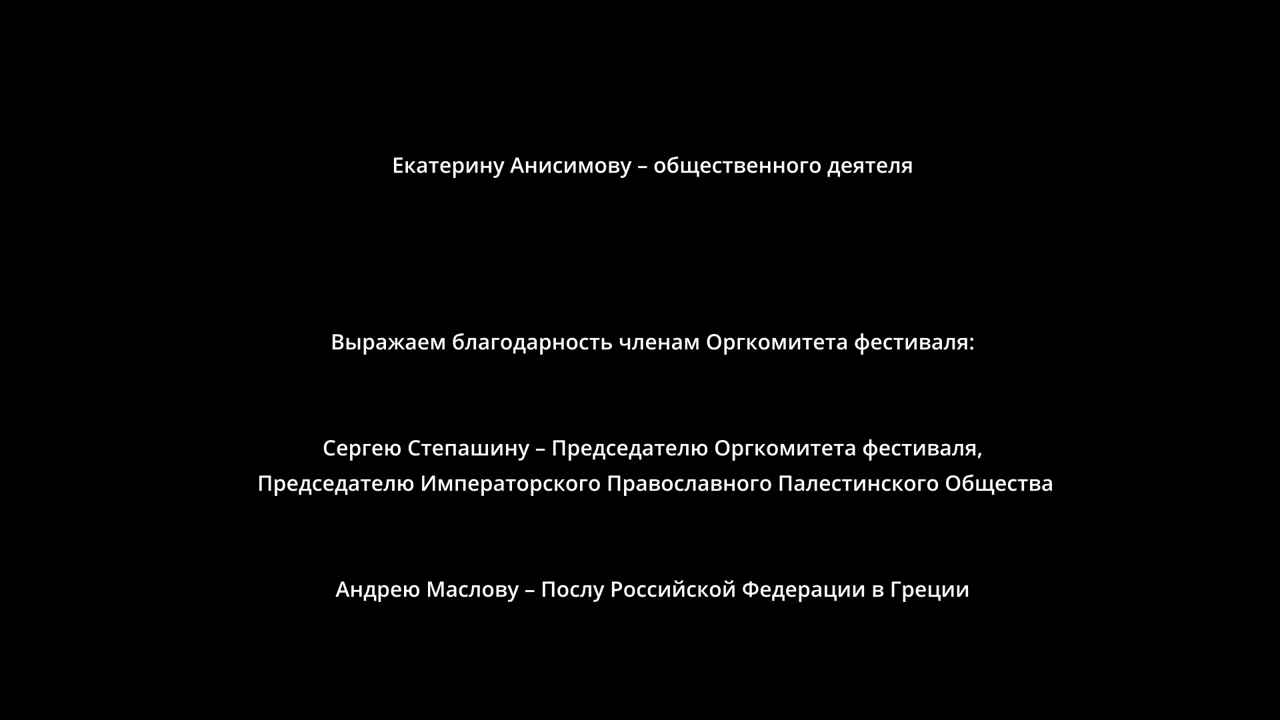 Екатерину Анисимову – общественного деятеля
Выражаем благодарность членам Оргкомитета фестиваля:
Сергею Степашину – Председателю Оргкомитета фестиваля,
Председателю Императорского Православного Палестинского Общества
Андрею Маслову – Послу Российской Федерации в Греции